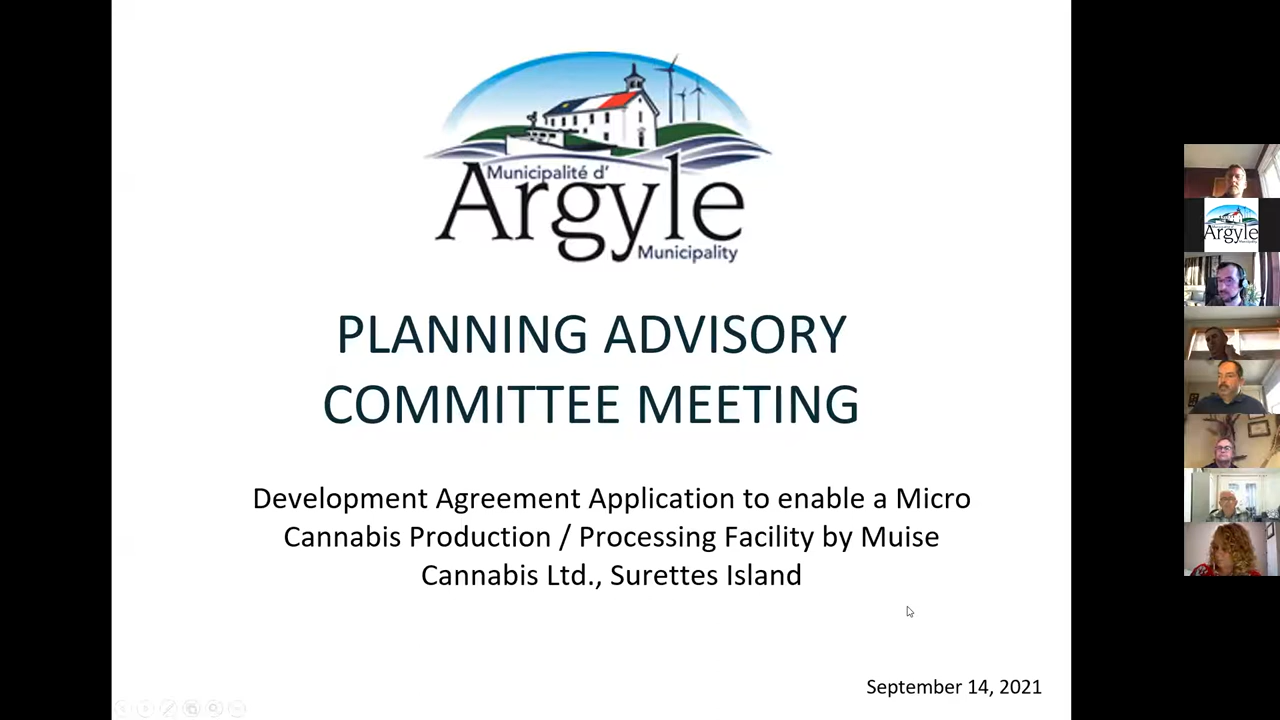 Municipalité d'
Argyle
Municipality
PLANNING ADVISORY
COMMITTEE MEETING
Development Agreement Application to enable a Micro
Cannabis Production / Processing Facility by Muise
Cannabis Ltd., Surettes Island
September 14, 2021
Argyle